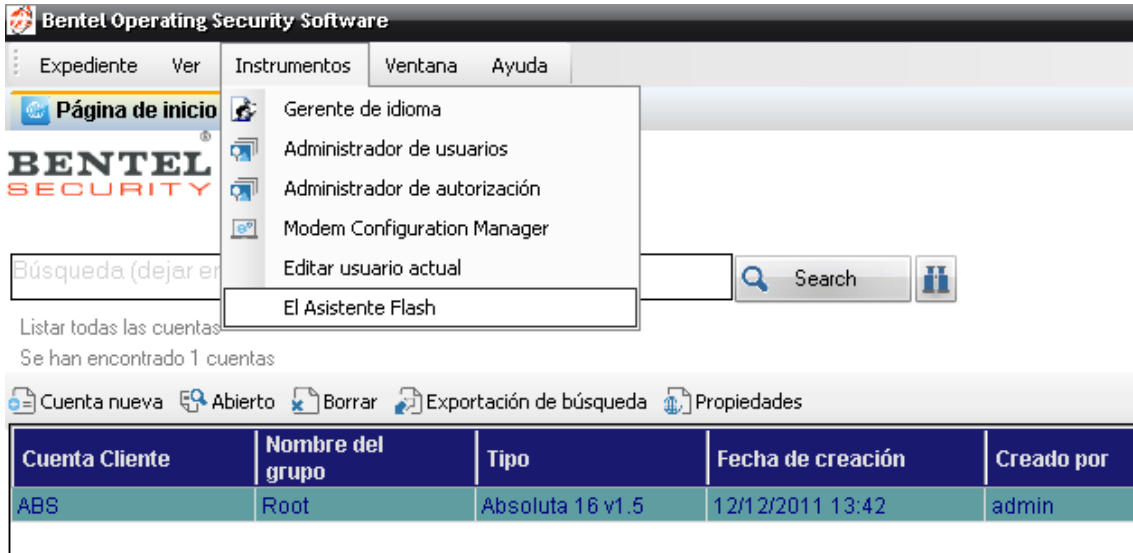 Bentel Operating Security Software
Expediente Ver Instrumentos Ventana Ayuda
Página de inicio
Gerente de idioma
Administrador de usuarios
Administrador de autorización
Modem Configuration Manager
Editar usuario actual
El Asistente Flash
BENTEL ®
SECURITY
Búsqueda (dejar en
Search
Listar todas las cuentas
Se han encontrado 1 cuentas
Cuenta nueva Abierto Borrar Exportación de búsqueda Propiedades
Cuenta Cliente Nombre del grupo Tipo Fecha de creación Creado por
ABS Root Absoluta 16 v1.5 12/12/2011 13:42 admin